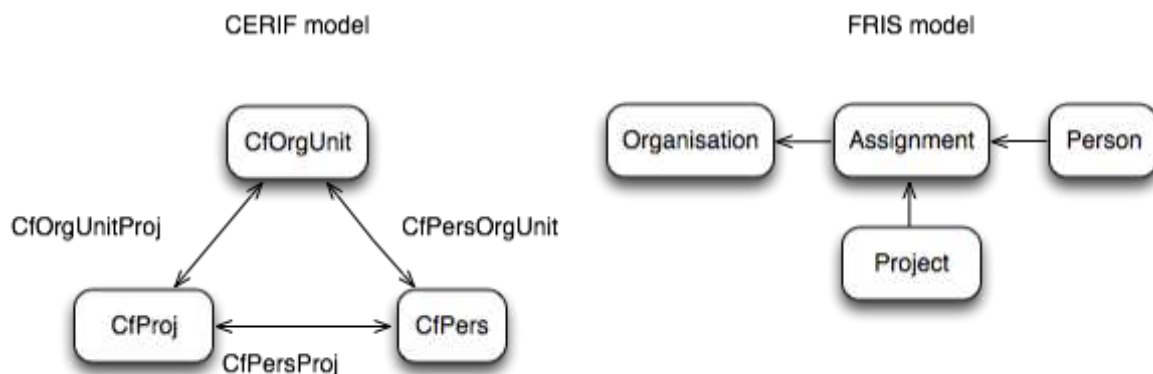 CERIF model
FRIS model
CfOrgUnit
Organisation
Assignment
Person
CfOrgUnitProj
CfPersOrgUnit
Project
CfProj
CfPers
CfPersProj